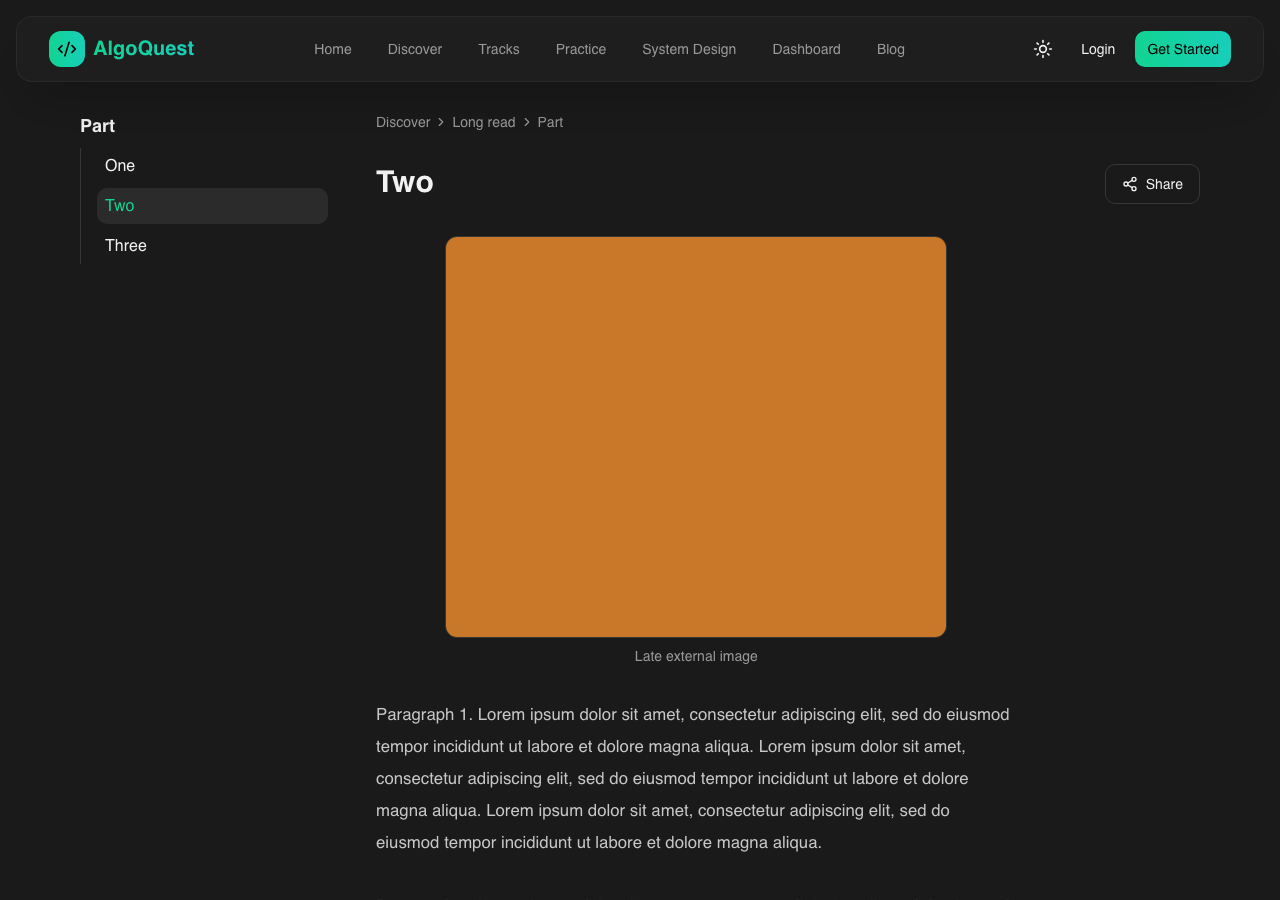 AlgoQuest
Home
Discover
Tracks
Practice
System Design
Dashboard
Blog
Login
Get Started
Part
One
Two
Three
Discover > Long read > Part
Two
Share
Late external image
Paragraph 1. Lorem ipsum dolor sit amet, consectetur adipiscing elit, sed do eiusmod
tempor incididunt ut labore et dolore magna aliqua. Lorem ipsum dolor sit amet,
consectetur adipiscing elit, sed do eiusmod tempor incididunt ut labore et dolore
magna aliqua. Lorem ipsum dolor sit amet, consectetur adipiscing elit, sed do
eiusmod tempor incididunt ut labore et dolore magna aliqua.